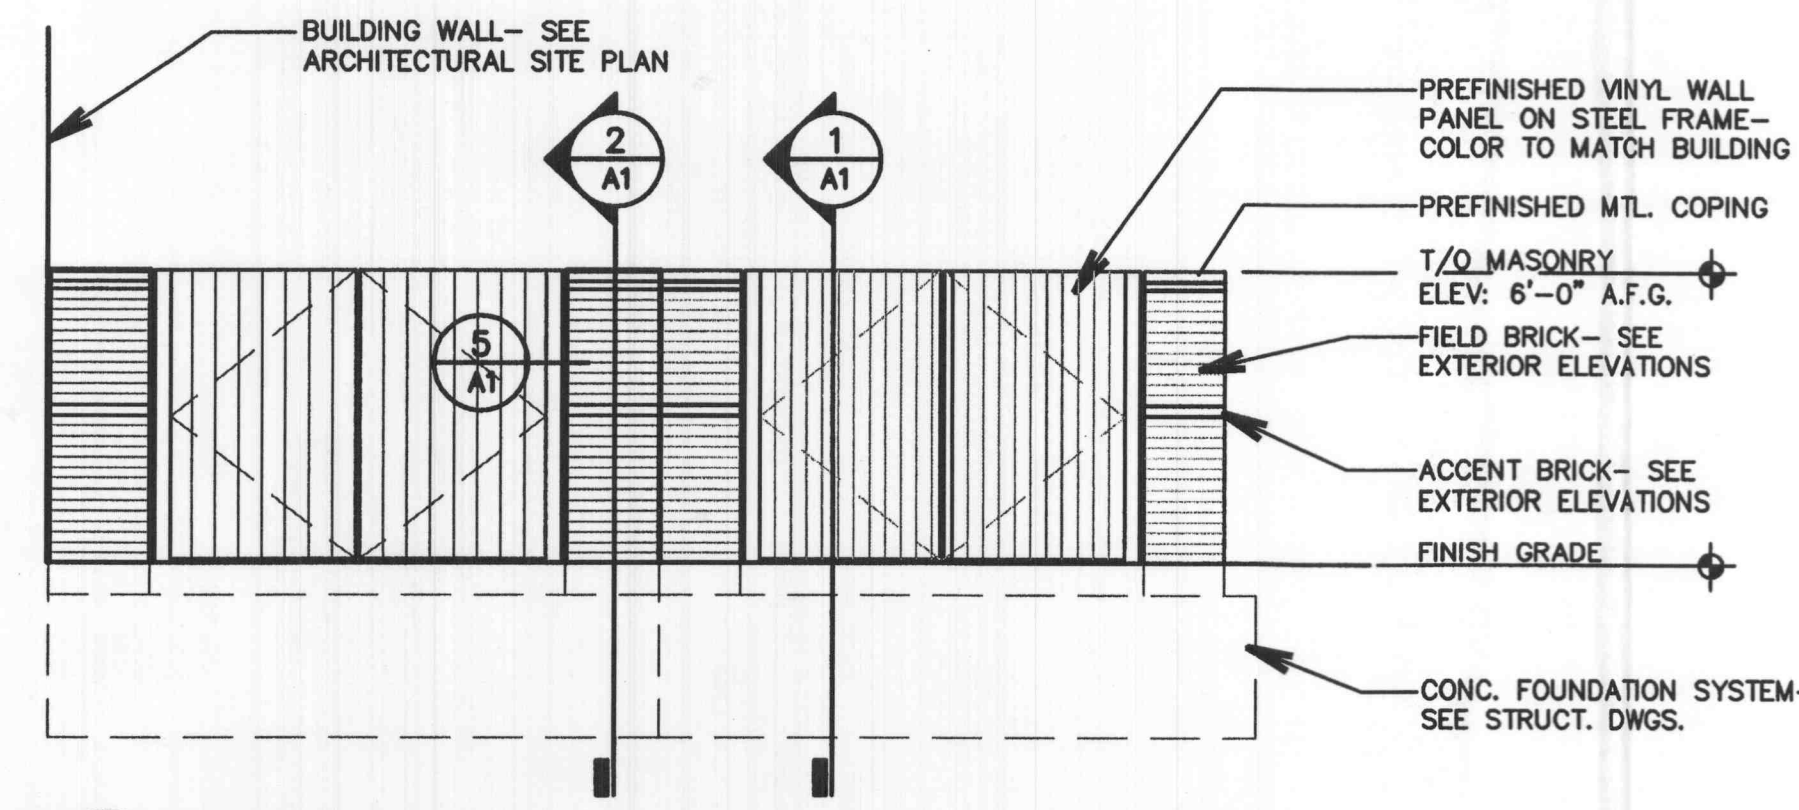 BUILDING WALL- SEE
ARCHITECTURAL SITE PLAN
2
A1
1
A1
5
A1
PREFINISHED VINYL WALL
PANEL ON STEEL FRAME-
COLOR TO MATCH BUILDING
PREFINISHED MTL. COPING
T/O MASONRY
ELEV: 6'-0" A.F.G.
FIELD BRICK- SEE
EXTERIOR ELEVATIONS
ACCENT BRICK- SEE
EXTERIOR ELEVATIONS
FINISH GRADE
CONC. FOUNDATION SYSTEM-
SEE STRUCT. DWGS.